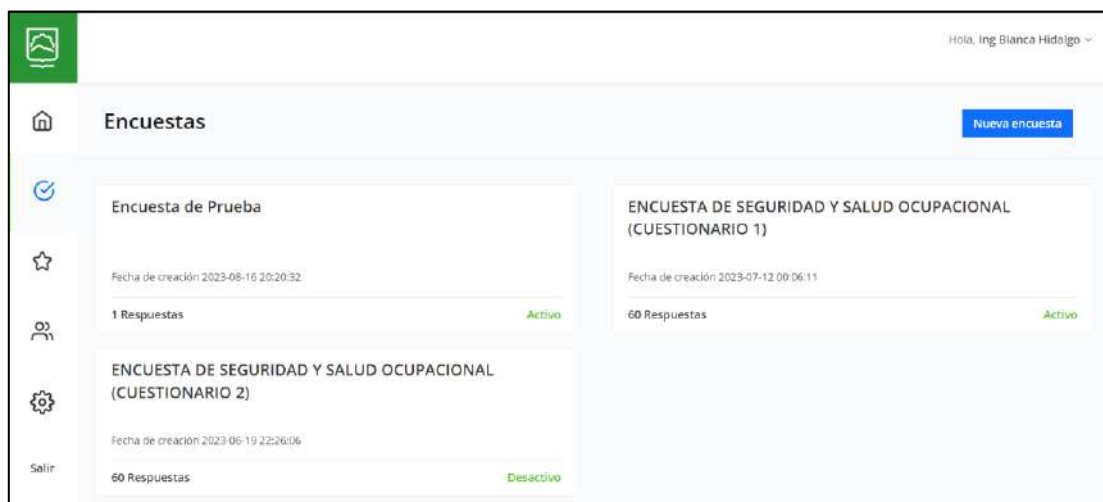 Hola, Ing Blanca Hidalgo
Encuestas
Nueva encuesta
Encuesta de Prueba
Fecha de creación 2023-08-16 20:20:32
1 Respuestas
Activo
ENCUESTA DE SEGURIDAD Y SALUD OCUPACIONAL
(CUESTIONARIO 1)
Fecha de creación 2023-07-12 00:06:11
60 Respuestas
Activo
ENCUESTA DE SEGURIDAD Y SALUD OCUPACIONAL
(CUESTIONARIO 2)
Fecha de creación 2023-06-19 22:26:06
60 Respuestas
Desactivo
Salir